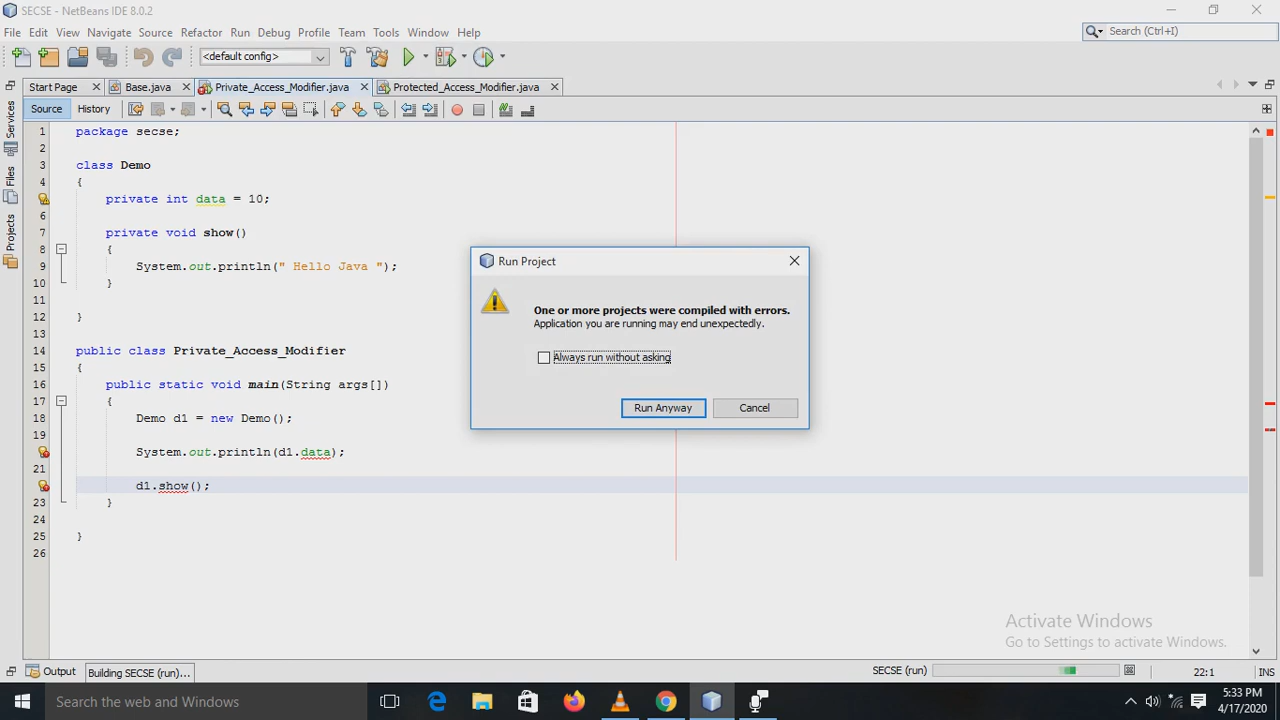 SECSE - NetBeans IDE 8.0.2
File Edit View Navigate Source Refactor Run Debug Profile Team Tools Window Help
Search (Ctrl+I)
<default config>
Start Page Base.java Private_Access_Modifier.java Protected_Access_Modifier.java
Source History
Services
Files
Projects
1 package secse;
2
3 class Demo
4 {
5 private int data = 10;
6
7 private void show()
8 {
9 System.out.println(" Hello Java ");
10 }
11
12 }
13
14 public class Private_Access_Modifier
15 {
16 public static void main(String args[])
17 {
18 Demo d1 = new Demo();
19
System.out.println(d1.data);
21
d1.show();
23 }
24
25 }
26
Run Project
One or more projects were compiled with errors.
Application you are running may end unexpectedly.
Always run without asking
Run Anyway Cancel
Activate Windows
Go to Settings to activate Windows.
Output Building SECSE (run)... SECSE (run) 22:1 INS
Search the web and Windows
5:33 PM
4/17/2020